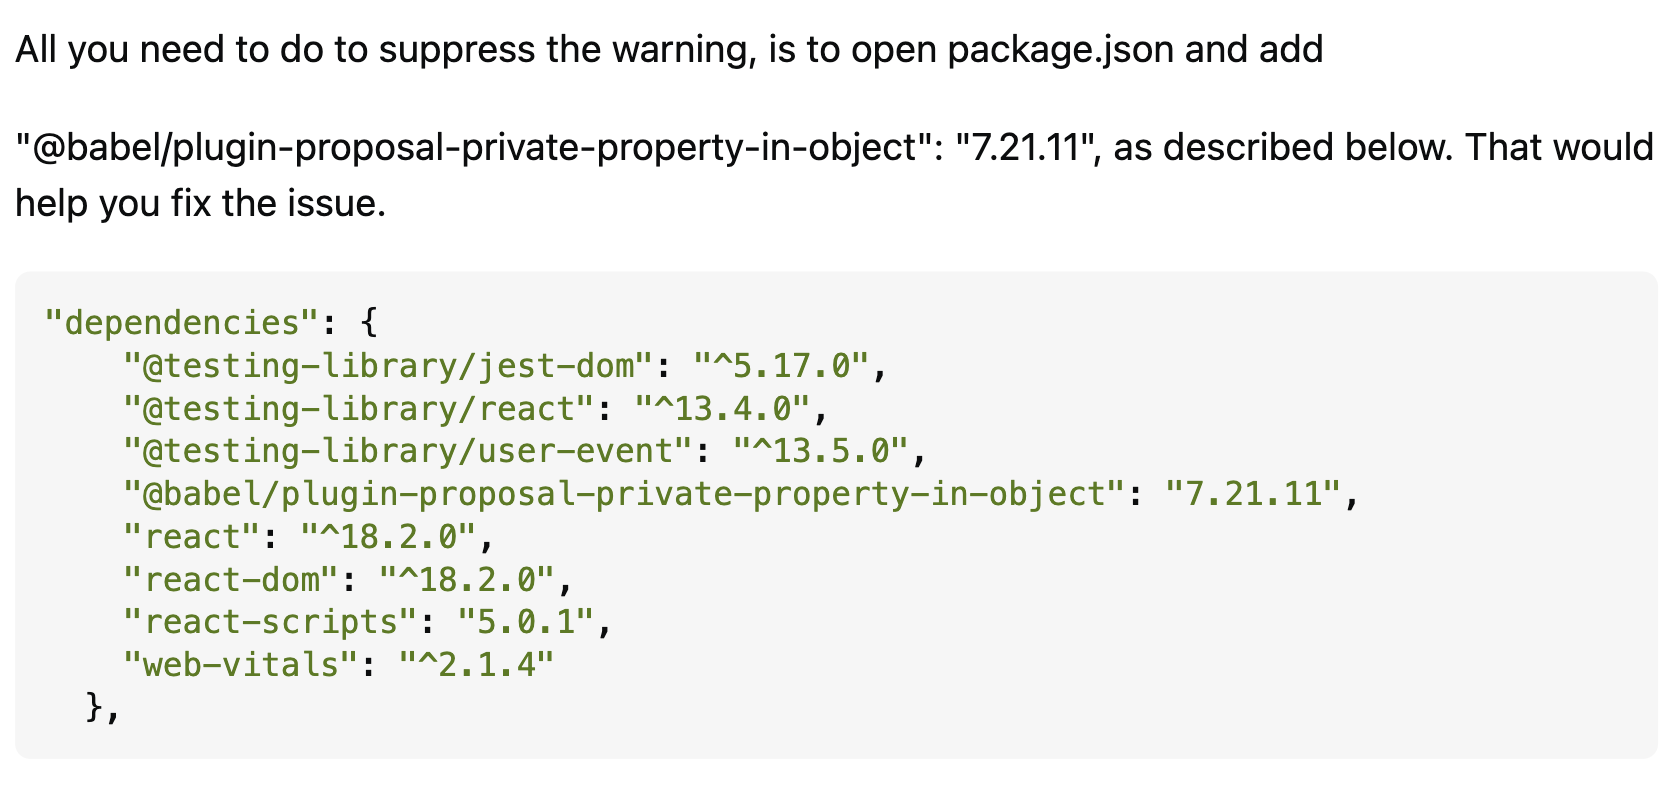 All you need to do to suppress the warning, is to open package.json and add
"@babel/plugin-proposal-private-property-in-object": "7.21.11", as described below. That would
help you fix the issue.
"dependencies": {
    "@testing-library/jest-dom": "^5.17.0",
    "@testing-library/react": "^13.4.0",
    "@testing-library/user-event": "^13.5.0",
    "@babel/plugin-proposal-private-property-in-object": "7.21.11",
    "react": "^18.2.0",
    "react-dom": "^18.2.0",
    "react-scripts": "5.0.1",
    "web-vitals": "^2.1.4"
  },